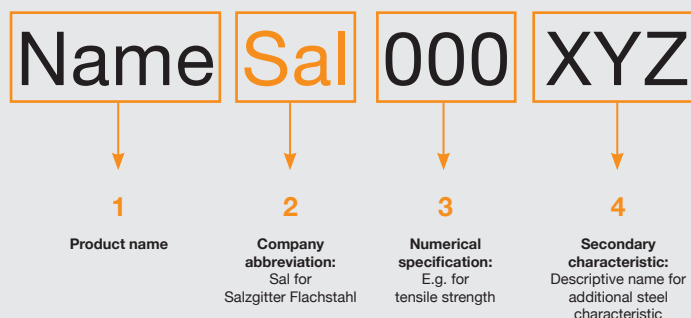 Name Sal 000 XYZ
1 2 3 4
Product name
Company
abbreviation:
Sal for
Salzgitter Flachstahl
Numerical
specification:
E.g. for
tensile strength
Secondary
characteristic:
Descriptive name for
additional steel
characteristic